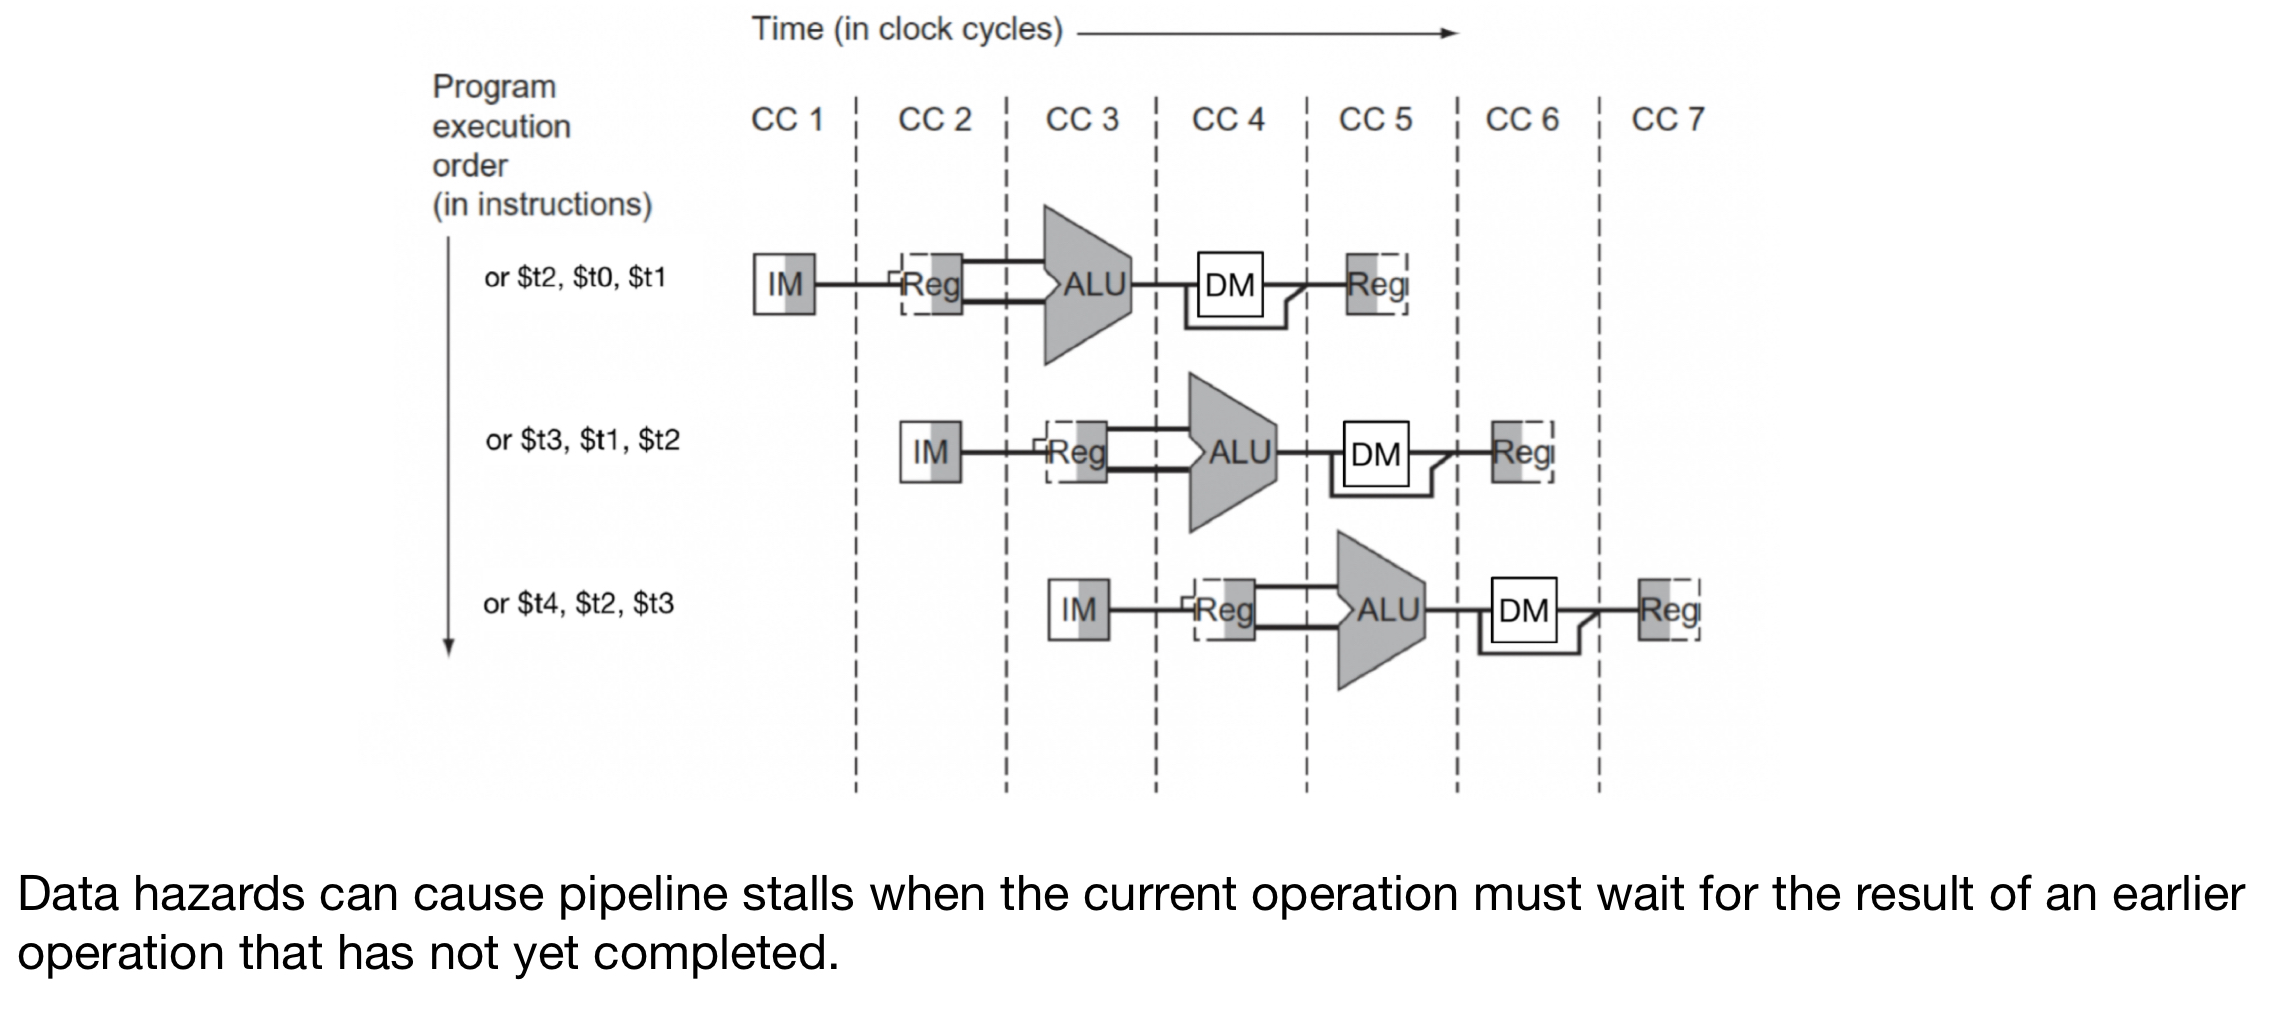 Time (in clock cycles)
Program
execution
order
(in instructions)
CC 1 CC 2 CC 3 CC 4 CC 5 CC 6 CC 7
or $t2, $t0, $t1
IM Reg ALU DM Reg
or $t3, $t1, $t2
IM Reg ALU DM Reg
or $t4, $t2, $t3
IM Reg ALU DM Reg
Data hazards can cause pipeline stalls when the current operation must wait for the result of an earlier
operation that has not yet completed.